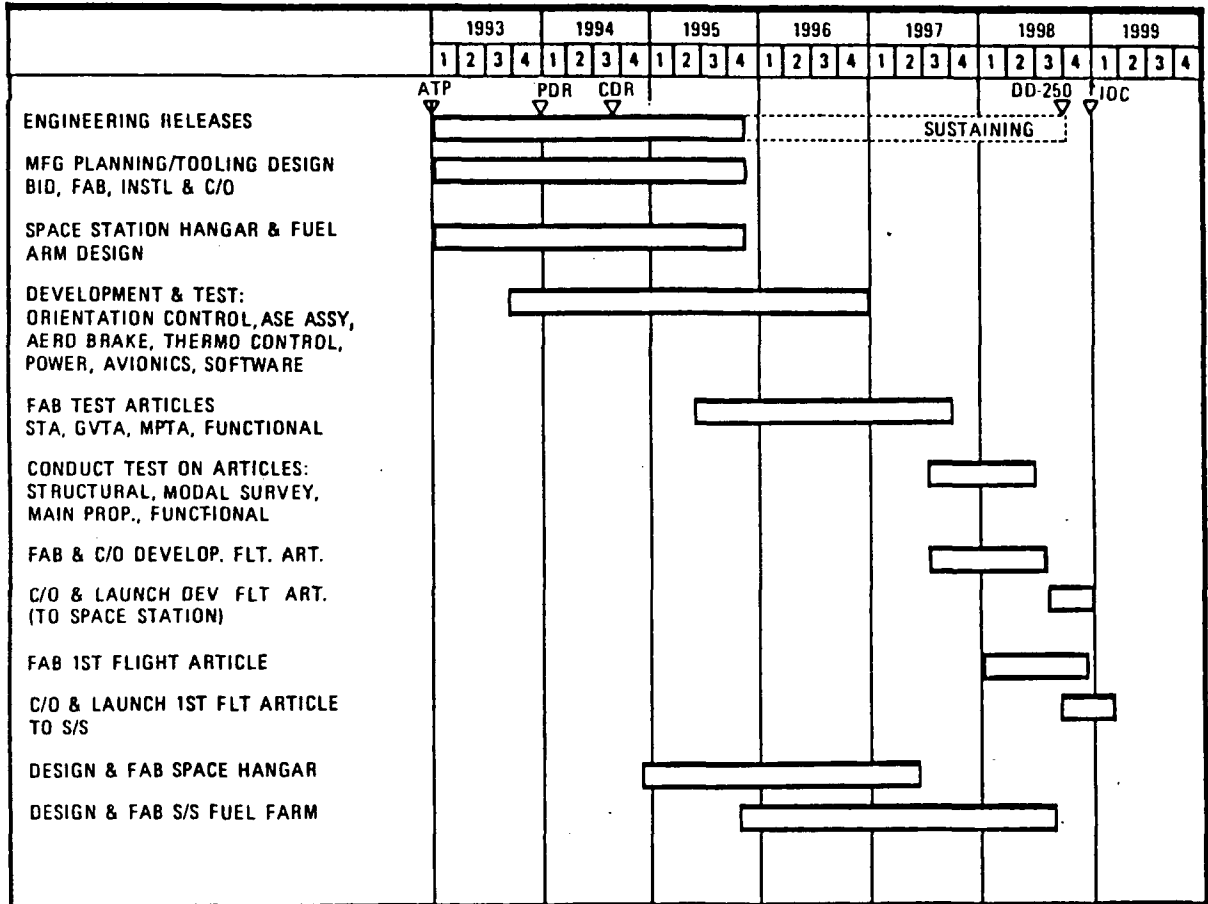 1993 1994 1995 1996 1997 1998 1999
1 2 3 4 1 2 3 4 1 2 3 4 1 2 3 4 1 2 3 4 1 2 3 4 1 2 3 4
ATP PDR CDR DD-250 IOC
ENGINEERING RELEASES
SUSTAINING
MFG PLANNING/TOOLING DESIGN
BID, FAB, INSTL & C/O
SPACE STATION HANGAR & FUEL
ARM DESIGN
DEVELOPMENT & TEST:
ORIENTATION CONTROL, ASE ASSY,
AERO BRAKE, THERMO CONTROL,
POWER, AVIONICS, SOFTWARE
FAB TEST ARTICLES
STA, GVTA, MPTA, FUNCTIONAL
CONDUCT TEST ON ARTICLES:
STRUCTURAL, MODAL SURVEY,
MAIN PROP., FUNCTIONAL
FAB & C/O DEVELOP. FLT. ART.
C/O & LAUNCH DEV FLT ART.
(TO SPACE STATION)
FAB 1ST FLIGHT ARTICLE
C/O & LAUNCH 1ST FLT ARTICLE
TO S/S
DESIGN & FAB SPACE HANGAR
DESIGN & FAB S/S FUEL FARM